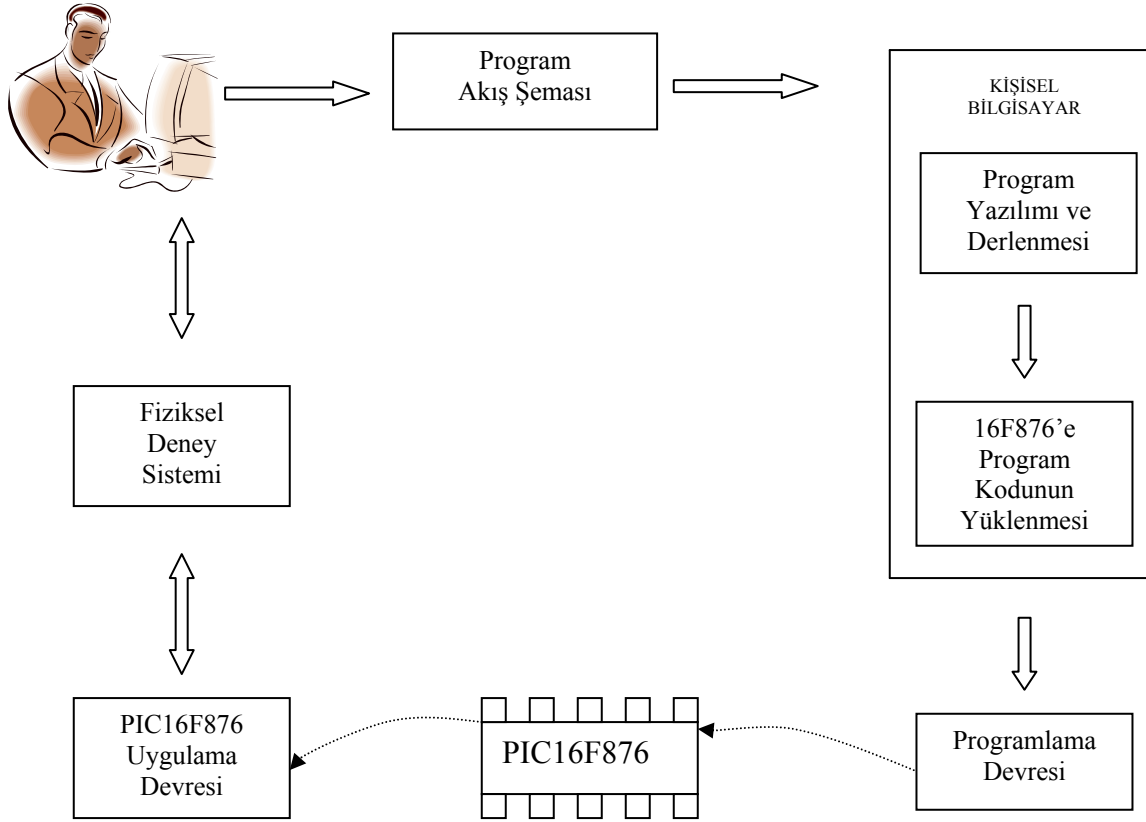 Program
Akış Şeması
KİŞİSEL
BİLGİSAYAR
Program
Yazılımı ve
Derlenmesi
16F876’e
Program
Kodunun
Yüklenmesi
Fiziksel
Deney
Sistemi
PIC16F876
Uygulama
Devresi
PIC16F876
Programlama
Devresi